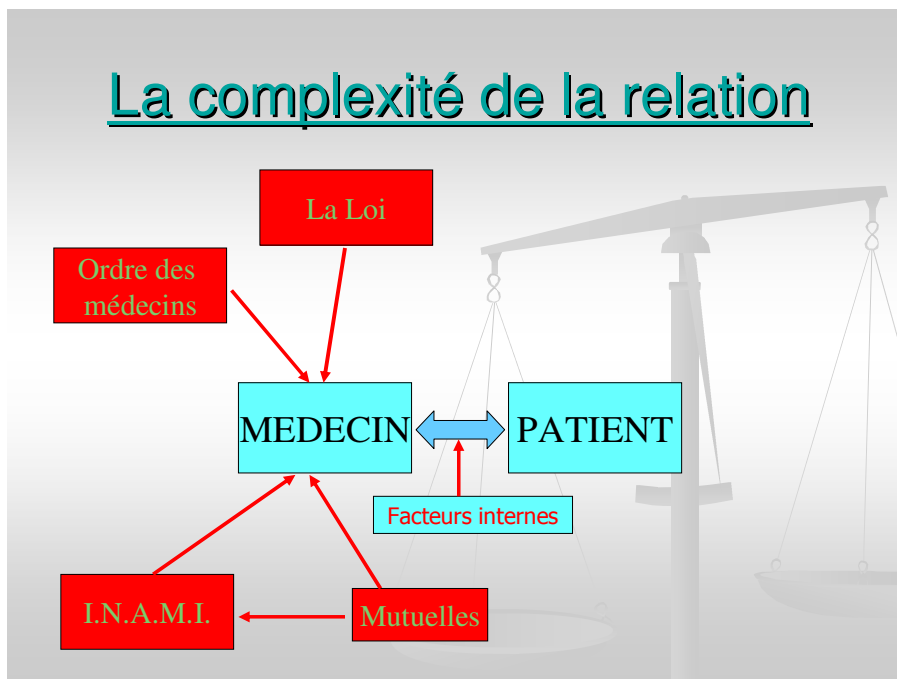 La complexité de la relation
La Loi
Ordre des
médecins
MEDECIN
PATIENT
Facteurs internes
I.N.A.M.I.
Mutuelles